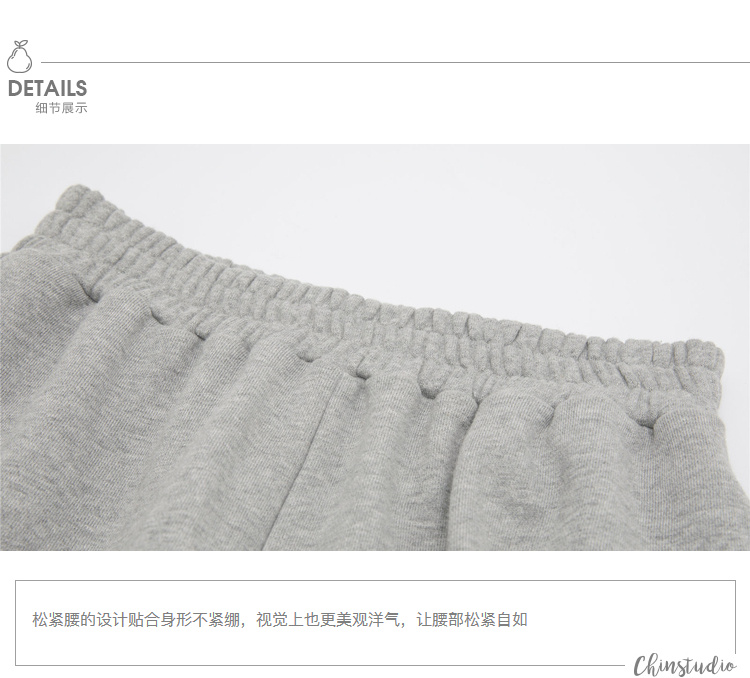 DETAILS
细节展示
松紧腰的设计贴合身形不紧绷，视觉上也更美观洋气，让腰部松紧自如
Chinstudio